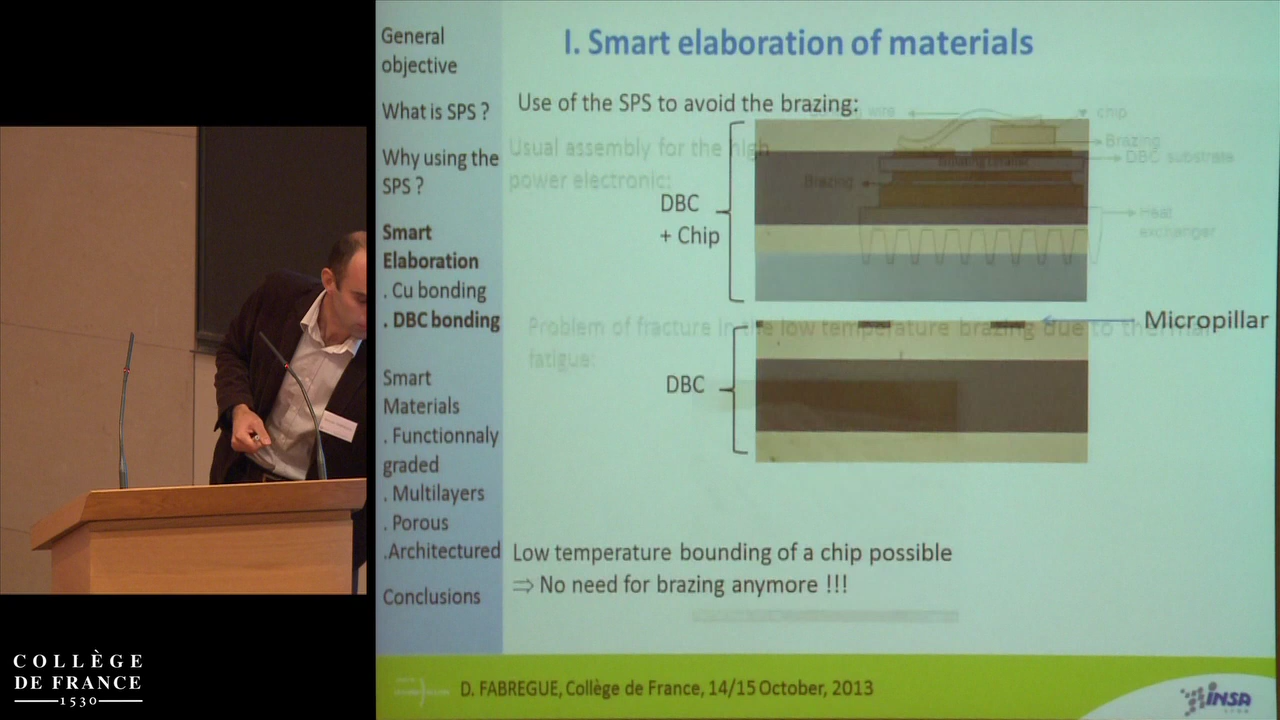 General
objective
What is SPS ?
Why using the
SPS ?
Smart
Elaboration
. Cu bonding
. DBC bonding
Smart
Materials
. Functionnaly
graded
. Multilayers
. Porous
.Architectured
Conclusions
I. Smart elaboration of materials
Use of the SPS to avoid the brazing:
wire
chip
Usual assembly for the high
power electronic:
Brazing
DBC substrate
Brazing
Heat
exchanger
DBC
+ Chip
Micropillar
Problem of fracture in the low temperature brazing due to thermal
fatigue:
DBC
Low temperature bounding of a chip possible
⇒ No need for brazing anymore !!!
D. FABREGUE, Collège de France, 14/15 October, 2013
INSA
COLLÈGE
DE FRANCE
1530